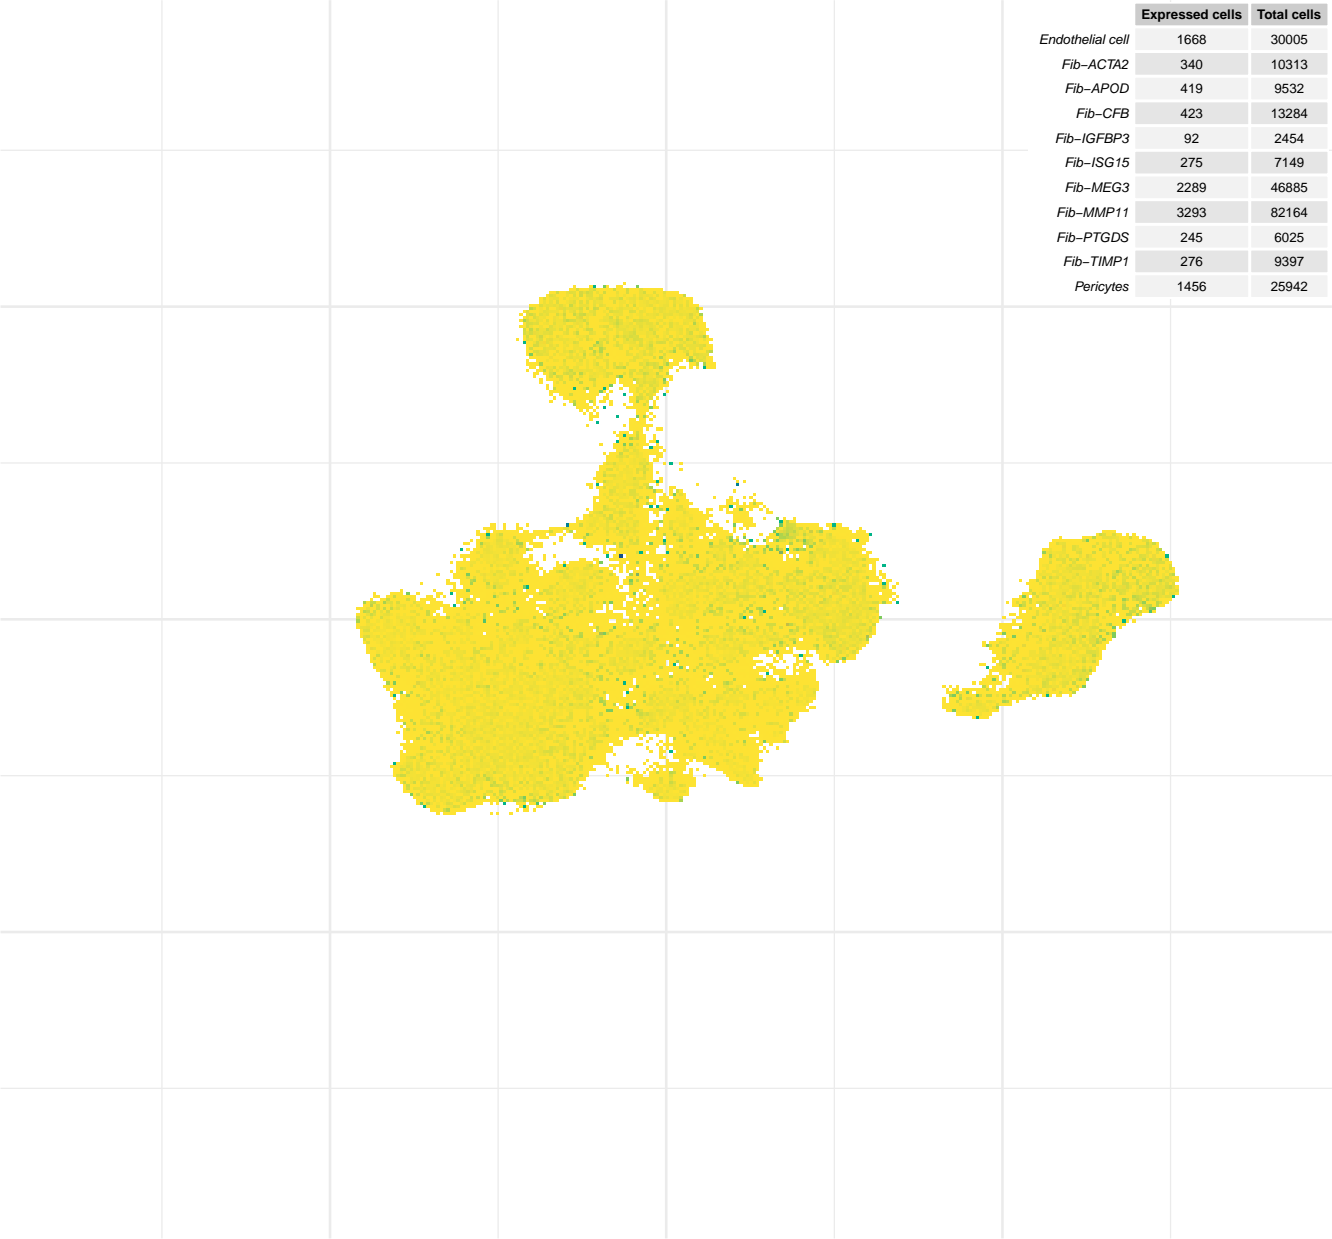 Expressed cells Total cells
Endothelial cell 1668 30005
Fib−ACTA2 340 10313
Fib−APOD 419 9532
Fib−CFB 423 13284
Fib−IGFBP3 92 2454
Fib−ISG15 275 7149
Fib−MEG3 2289 46885
Fib−MMP11 3293 82164
Fib−PTGDS 245 6025
Fib−TIMP1 276 9397
Pericytes 1456 25942